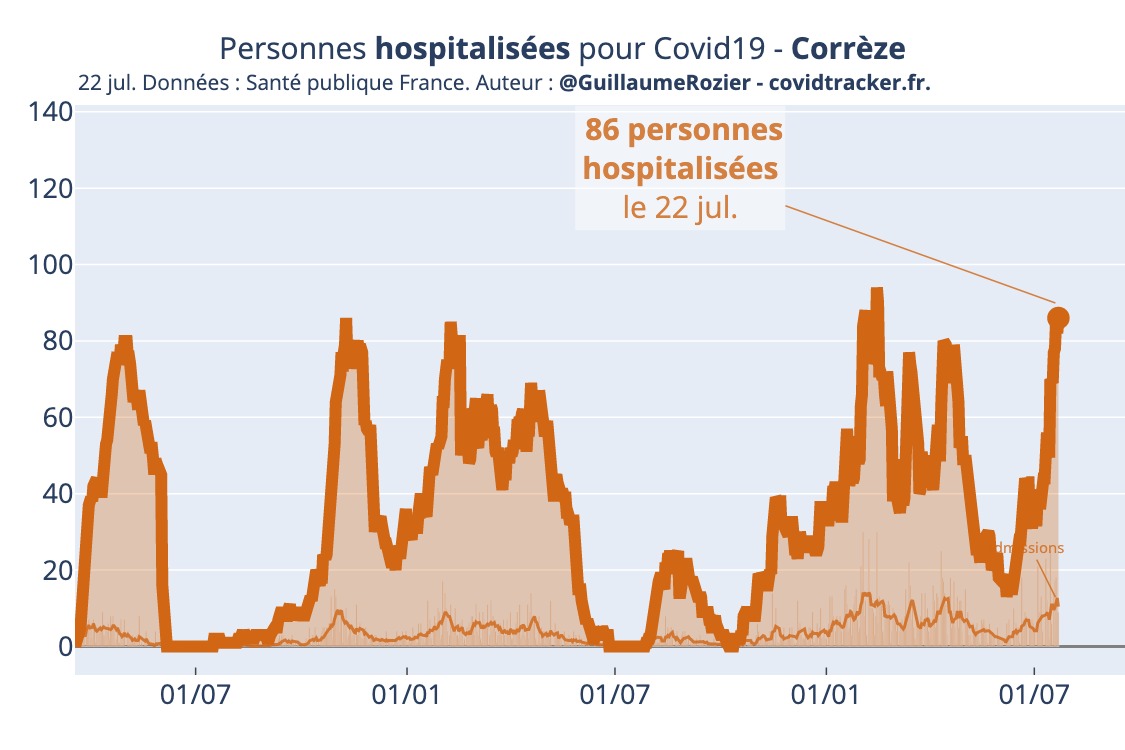 Personnes hospitalisées pour Covid19 - Corrèze
22 jul. Données : Santé publique France. Auteur : @GuillaumeRozier - covidtracker.fr.
140
86 personnes
hospitalisées
le 22 jul.
120
100
80
60
40
20
0
dmissions
01/07
01/01
01/07
01/01
01/07